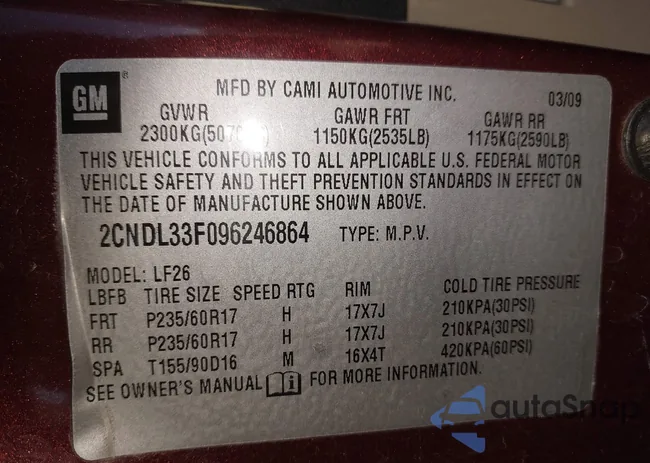 GM
MFD BY CAMI AUTOMOTIVE INC. 03/09
GVWR GAWR FRT GAWR RR
2300KG(507 1150KG(2535LB) 1175KG(2590LB)
THIS VEHICLE CONFORMS TO ALL APPLICABLE U.S. FEDERAL MOTOR
VEHICLE SAFETY AND THEFT PREVENTION STANDARDS IN EFFECT ON
THE DATE OF MANUFACTURE SHOWN ABOVE.
2CNDL33F096246864 TYPE: M.P.V.
MODEL: LF26
LBFB TIRE SIZE SPEED RTG RIM COLD TIRE PRESSURE
FRT P235/60R17 H 17X7J 210KPA(30PSI)
RR P235/60R17 H 17X7J 210KPA(30PSI)
SPA T155/90D16 M 16X4T 420KPA(60PSI)
SEE OWNER'S MANUAL FOR MORE INFORMATION.
autoSnap